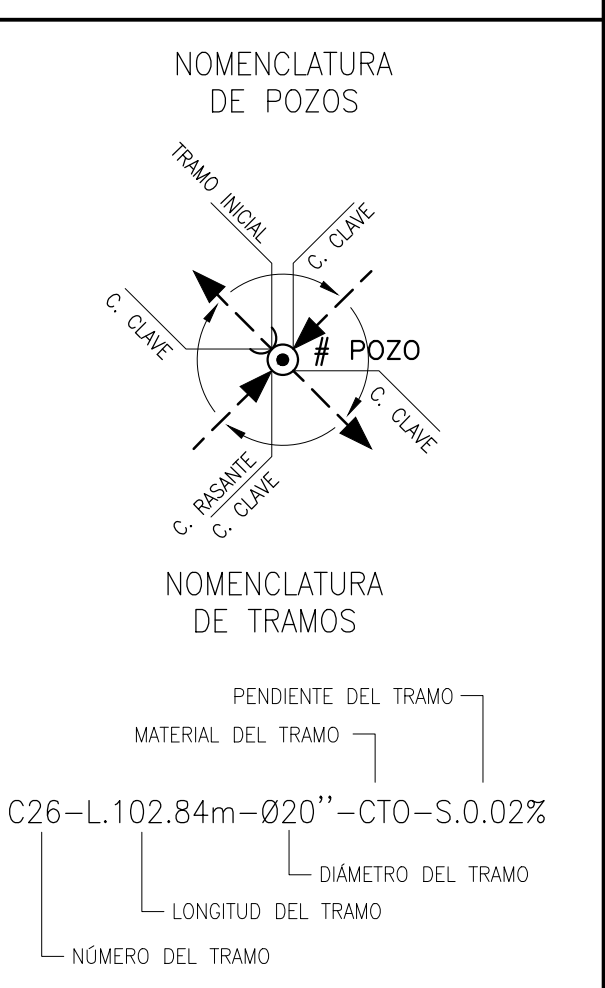 NOMENCLATURA
DE POZOS
TRAMO INICIAL
C. CLAVE
C. CLAVE
# POZO
C. CLAVE
C. RASANTE
C. CLAVE
NOMENCLATURA
DE TRAMOS
PENDIENTE DEL TRAMO
MATERIAL DEL TRAMO
C26-L.102.84m-Ø20''-CTO-S.0.02%
DIÁMETRO DEL TRAMO
LONGITUD DEL TRAMO
NÚMERO DEL TRAMO